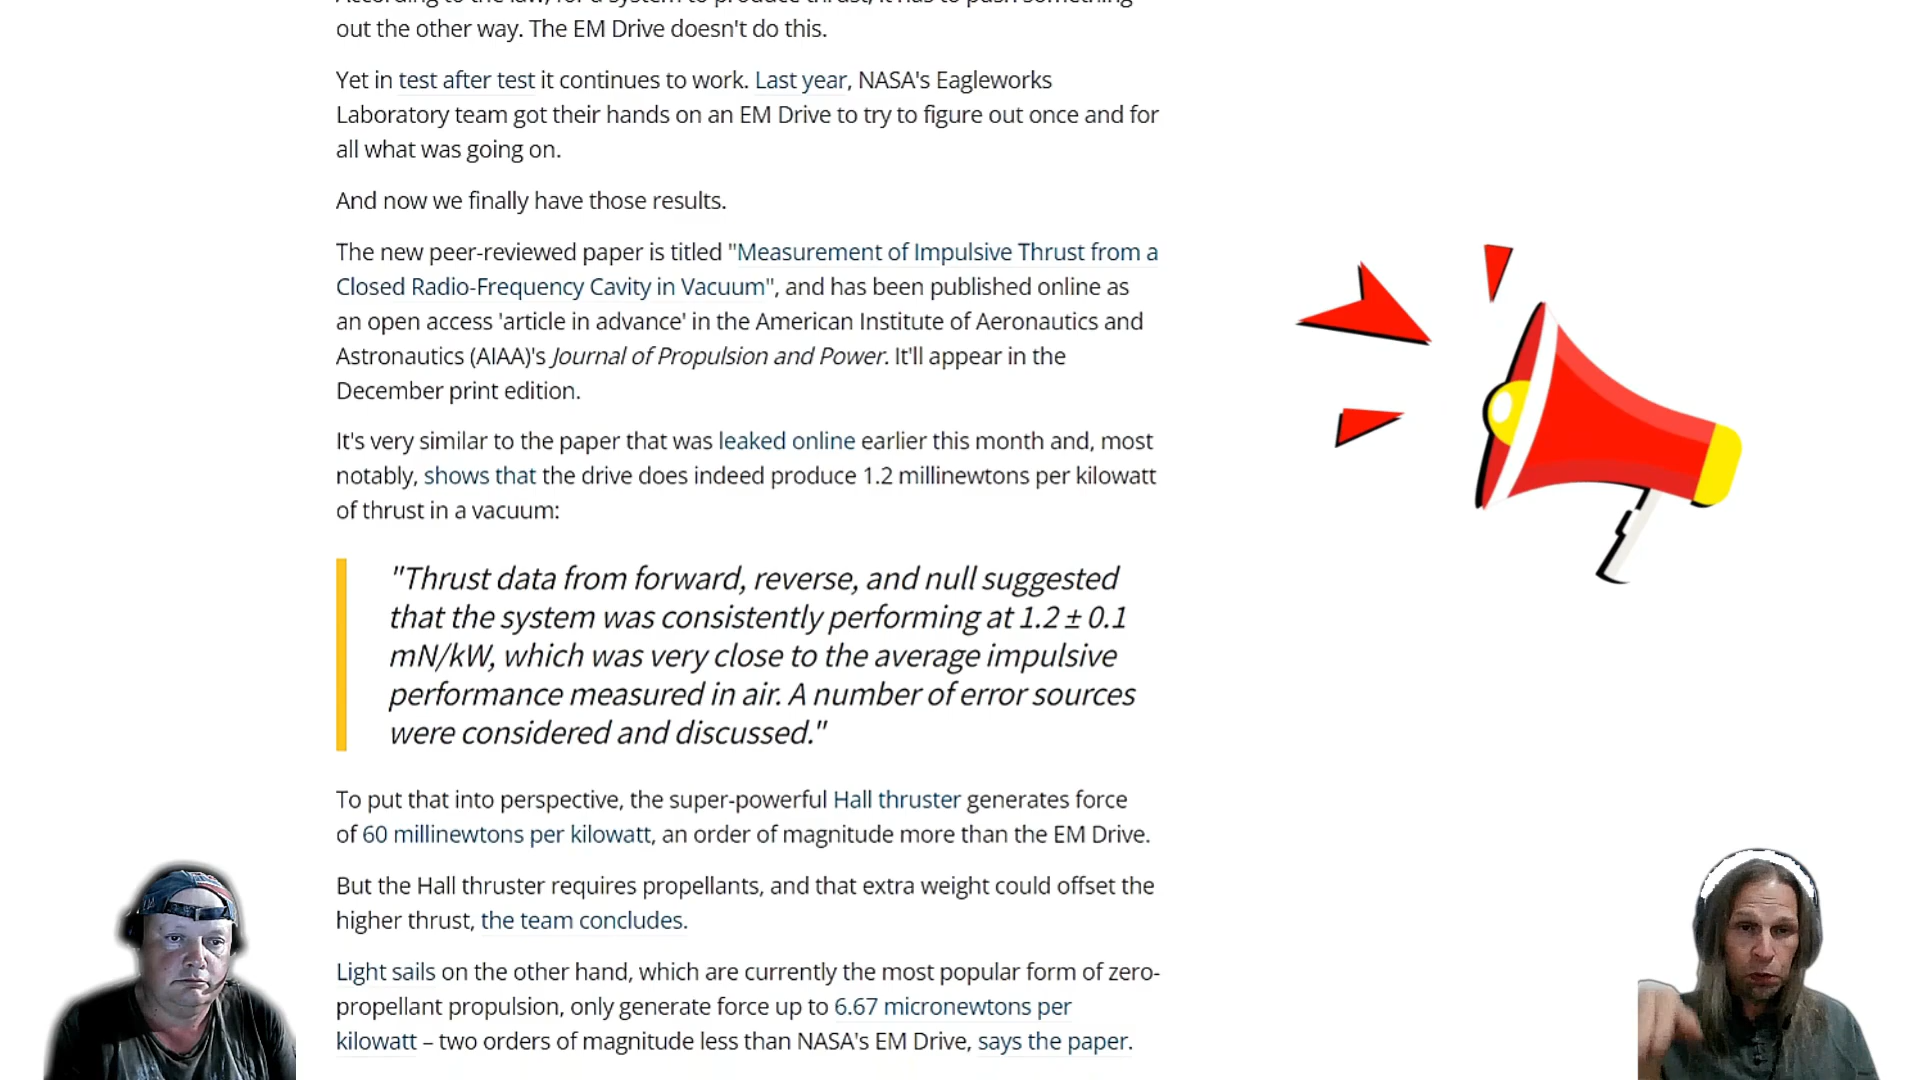 out the other way. The EM Drive doesn't do this.
Yet in test after test it continues to work. Last year, NASA's Eagleworks
Laboratory team got their hands on an EM Drive to try to figure out once and for
all what was going on.
And now we finally have those results.
The new peer-reviewed paper is titled "Measurement of Impulsive Thrust from a
Closed Radio-Frequency Cavity in Vacuum", and has been published online as
an open access 'article in advance' in the American Institute of Aeronautics and
Astronautics (AIAA)'s Journal of Propulsion and Power. It'll appear in the
December print edition.
It's very similar to the paper that was leaked online earlier this month and, most
notably, shows that the drive does indeed produce 1.2 millinewtons per kilowatt
of thrust in a vacuum:
"Thrust data from forward, reverse, and null suggested
that the system was consistently performing at 1.2 ± 0.1
mN/kW, which was very close to the average impulsive
performance measured in air. A number of error sources
were considered and discussed."
To put that into perspective, the super-powerful Hall thruster generates force
of 60 millinewtons per kilowatt, an order of magnitude more than the EM Drive.
But the Hall thruster requires propellants, and that extra weight could offset the
higher thrust, the team concludes.
Light sails on the other hand, which are currently the most popular form of zero-
propellant propulsion, only generate force up to 6.67 micronewtons per
kilowatt – two orders of magnitude less than NASA's EM Drive, says the paper.